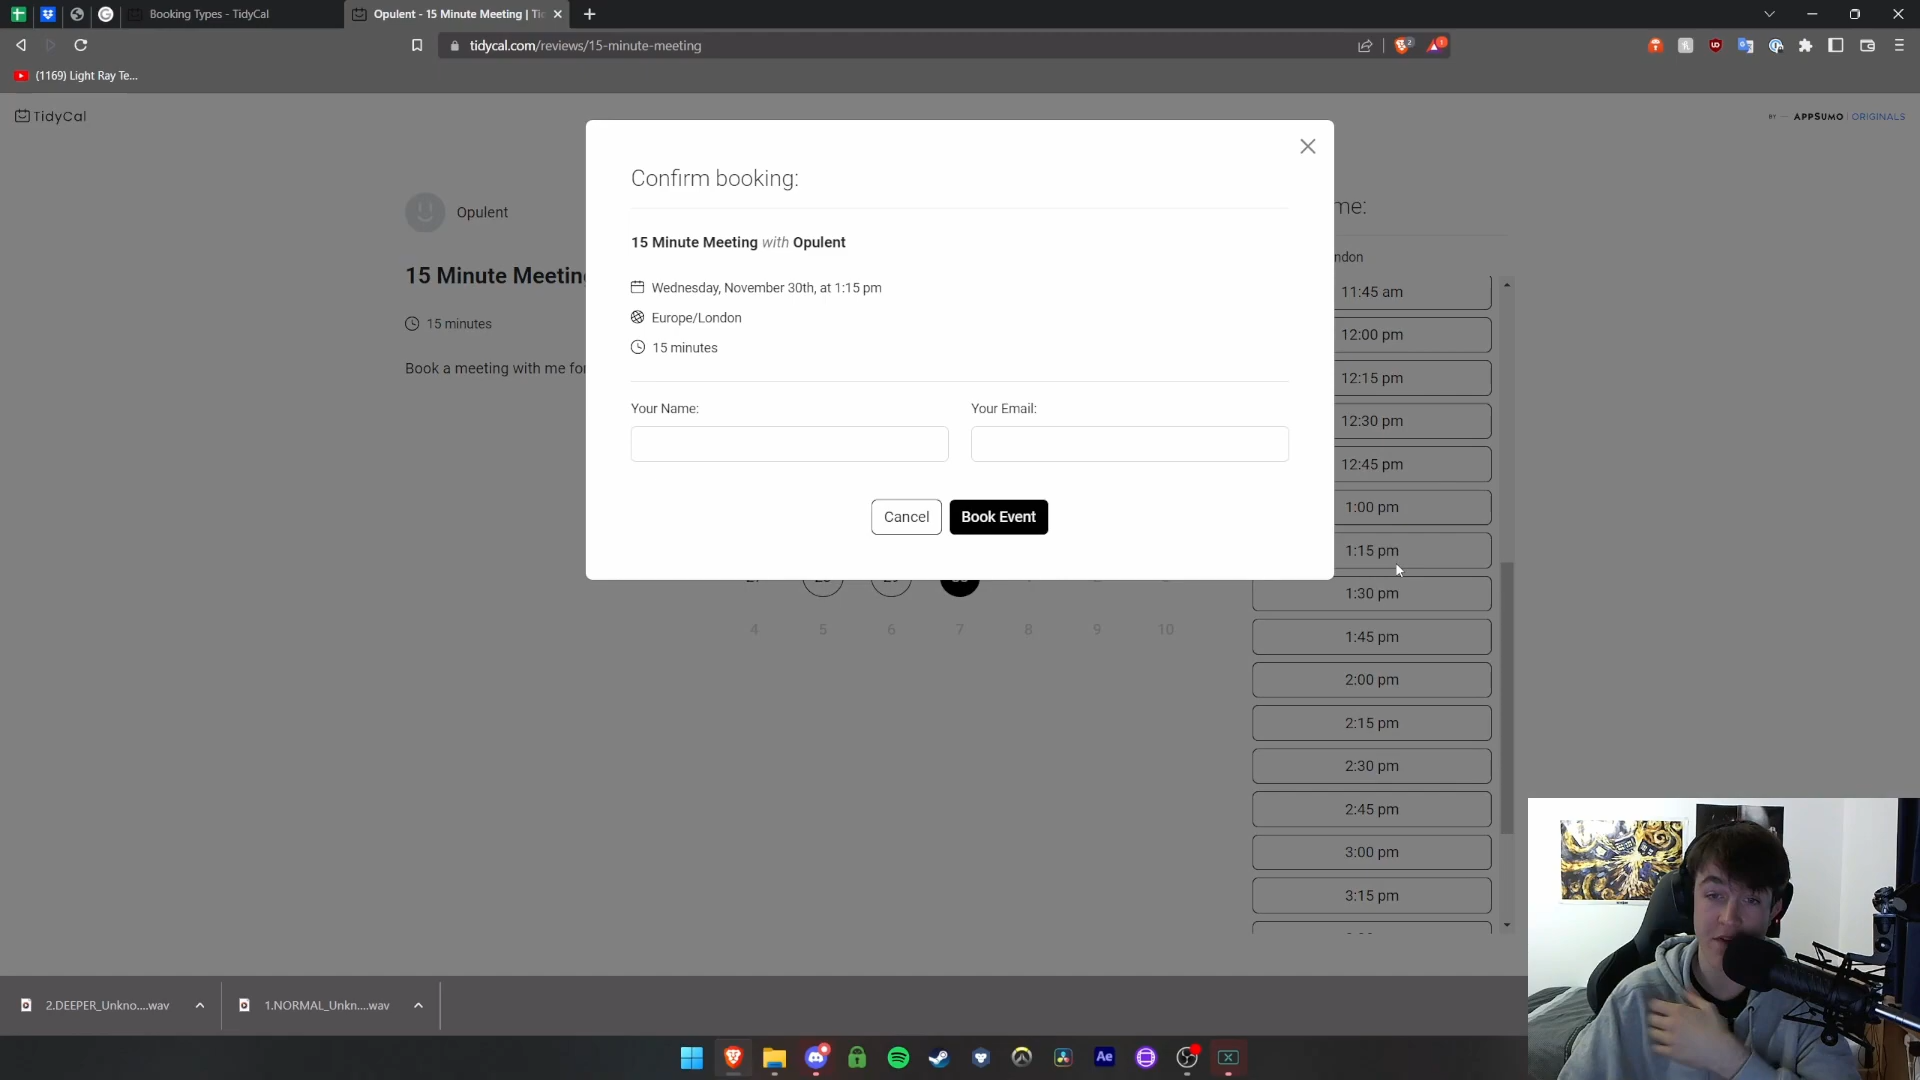 Booking Types - TidyCal
Opulent - 15 Minute Meeting | Ti
tidycal.com/reviews/15-minute-meeting
(1169) Light Ray Te...
TidyCal
BY — APPSUMO | ORIGINALS
Confirm booking:
me:
Opulent
15 Minute Meeting with Opulent
ndon
15 Minute Meetin
Wednesday, November 30th, at 1:15 pm
11:45 am
Europe/London
15 minutes
12:00 pm
15 minutes
Book a meeting with me for
12:15 pm
Your Name:
Your Email:
12:30 pm
12:45 pm
Cancel
Book Event
1:00 pm
1:15 pm
1:30 pm
4 5 6 7 8 9 10
1:45 pm
2:00 pm
2:15 pm
2:30 pm
2:45 pm
3:00 pm
3:15 pm
2.DEEPER_Unkno....wav
1.NORMAL_Unkn....wav
Ae